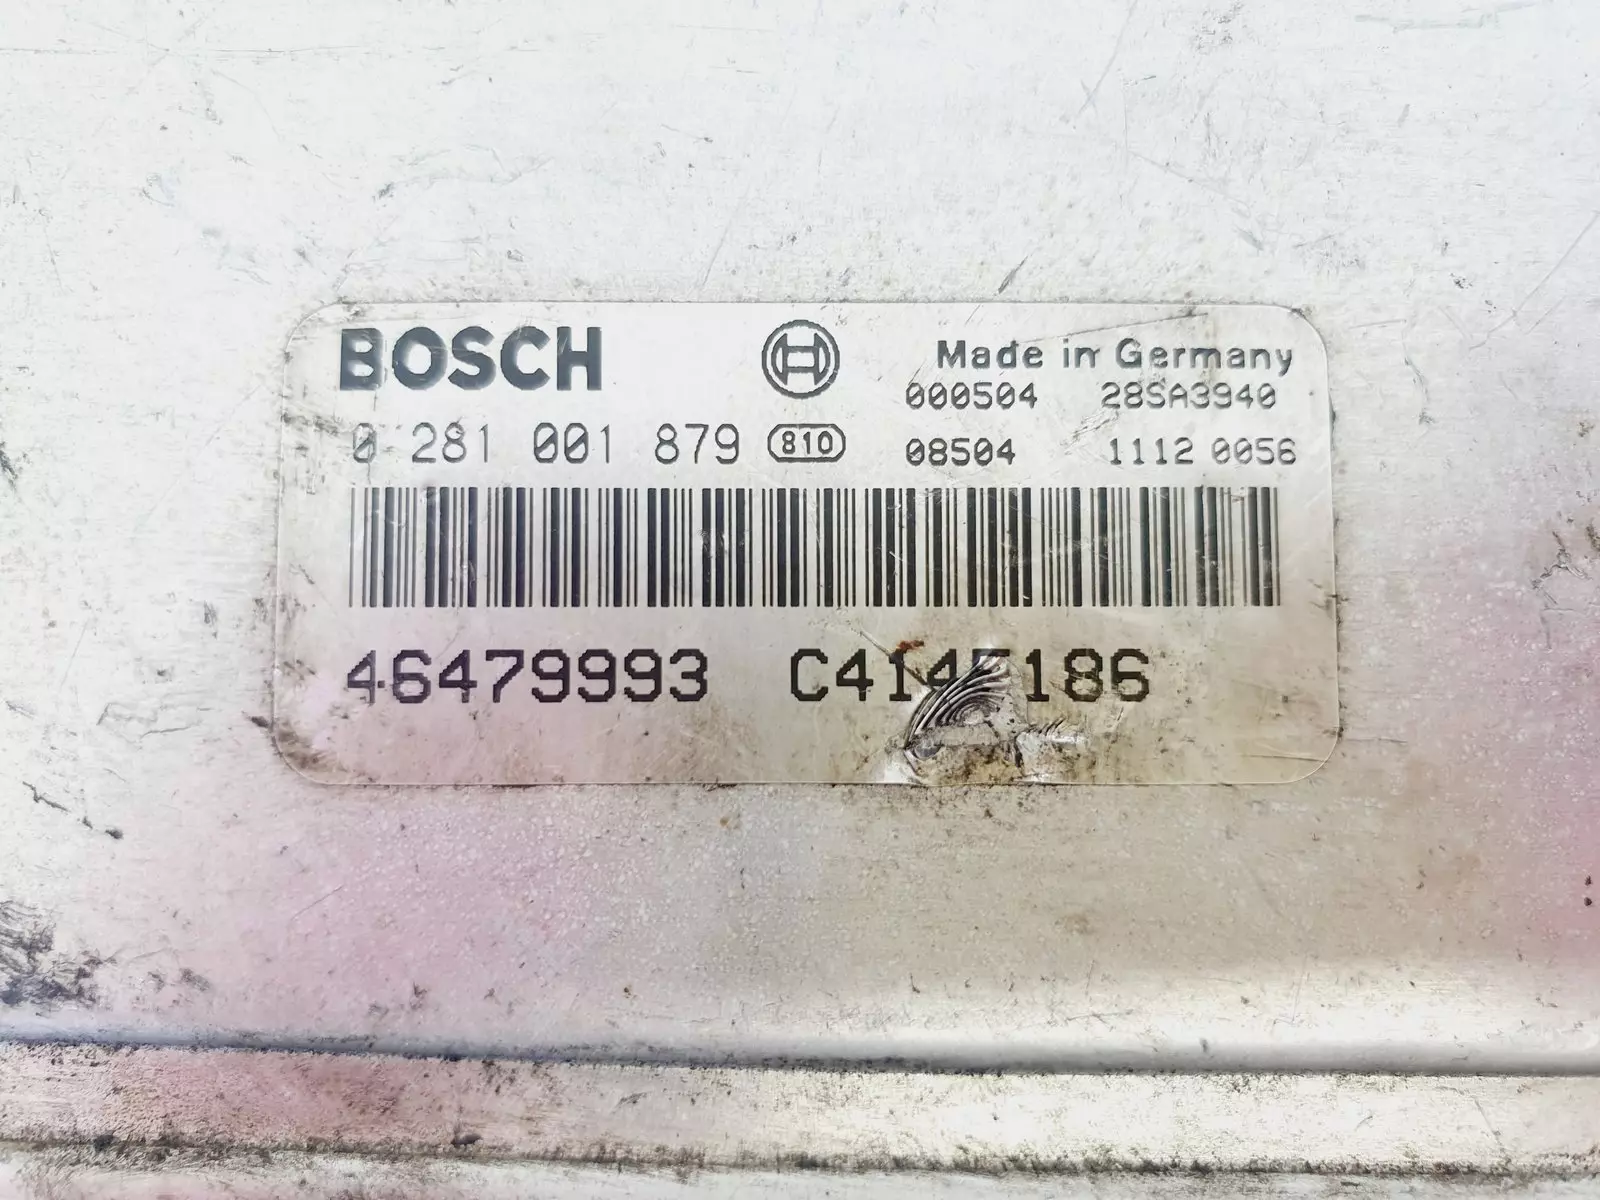 BOSCH
Made in Germany
000504 28SA3940
0 281 001 879 810 08504 1112 0056
46479993